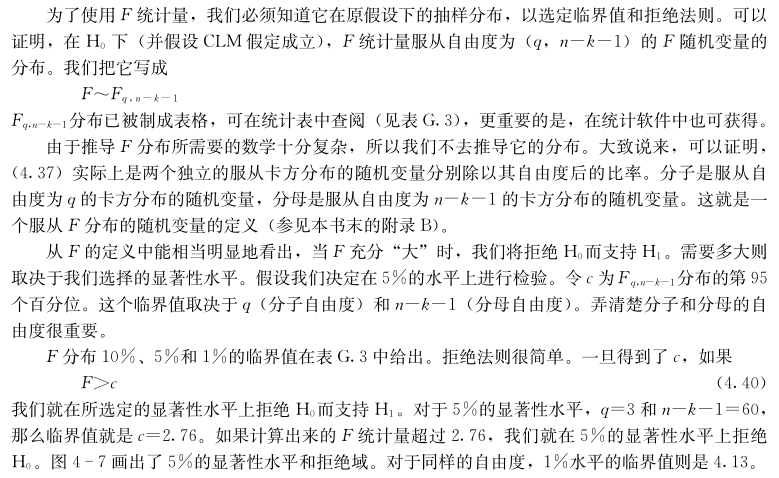 为了使用 F 统计量，我们必须知道它在原假设下的抽样分布，以选定临界值和拒绝法则。可以
证明，在 H₀ 下（并假设 CLM 假定成立），F 统计量服从自由度为（q，n－k－1）的 F 随机变量的
分布。我们把它写成
F～F_{q,n－k－1}
F_{q,n－k－1}分布已被制成表格，可在统计表中查阅（见表 G.3），更重要的是，在统计软件中也可获得。
由于推导 F 分布所需要的数学十分复杂，所以我们不去推导它的分布。大致说来，可以证明，
(4.37) 实际上是两个独立的服从卡方分布的随机变量分别除以其自由度后的比率。分子是服从自
由度为 q 的卡方分布的随机变量，分母是服从自由度为 n－k－1 的卡方分布的随机变量。这就是一
个服从 F 分布的随机变量的定义（参见本书末的附录 B）。
从 F 的定义中能相当明显地看出，当 F 充分“大”时，我们将拒绝 H₀而支持 H₁。需要多大则
取决于我们选择的显著性水平。假设我们决定在 5％的水平上进行检验。令 c 为 F_{q,n－k－1}分布的第 95
个百分位。这个临界值取决于 q（分子自由度）和 n－k－1（分母自由度）。弄清楚分子和分母的自
由度很重要。
F 分布 10％、5％和 1％的临界值在表 G.3 中给出。拒绝法则很简单。一旦得到了 c，如果
F＞c (4.40)
我们就在所选定的显著性水平上拒绝 H₀而支持 H₁。对于 5％的显著性水平，q＝3 和 n－k－1＝60，
那么临界值就是 c＝2.76。如果计算出来的 F 统计量超过 2.76，我们就在 5％的显著性水平上拒绝
H₀。图 4-7 画出了 5％的显著性水平和拒绝域。对于同样的自由度，1％水平的临界值则是 4.13。